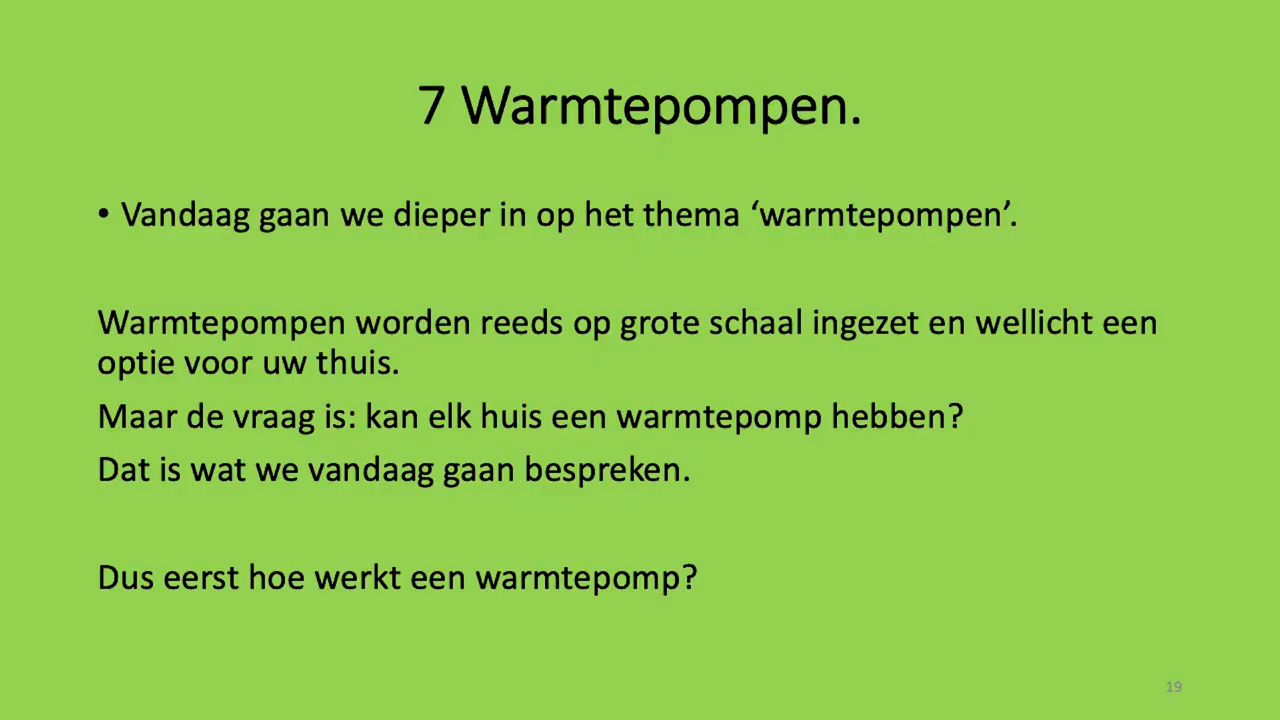 7 Warmtepompen.
• Vandaag gaan we dieper in op het thema ‘warmtepompen’.
Warmtepompen worden reeds op grote schaal ingezet en wellicht een
optie voor uw thuis.
Maar de vraag is: kan elk huis een warmtepomp hebben?
Dat is wat we vandaag gaan bespreken.
Dus eerst hoe werkt een warmtepomp?
19